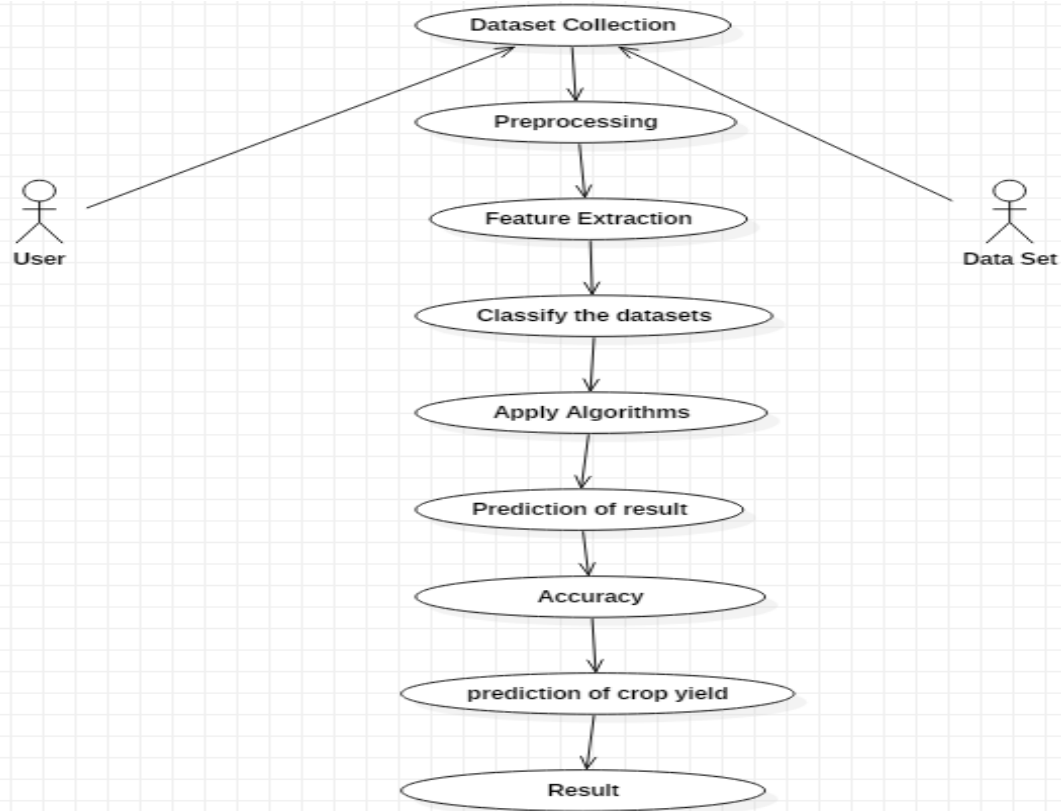 Dataset Collection
Preprocessing
Feature Extraction
User
Data Set
Classify the datasets
Apply Algorithms
Prediction of result
Accuracy
prediction of crop yield
Result